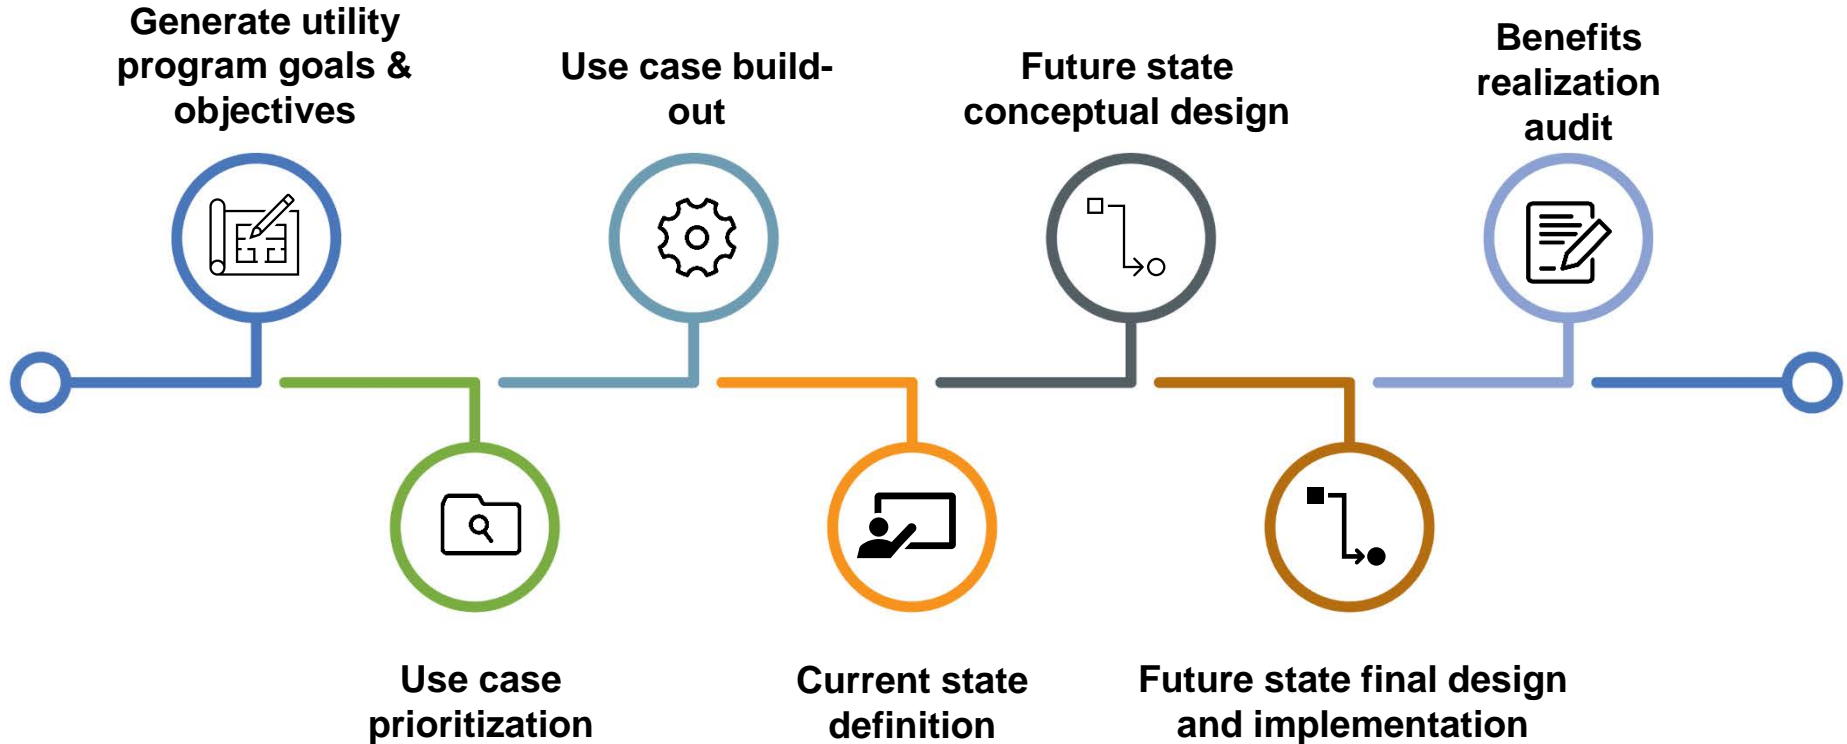 Generate utility
program goals &
objectives
Use case
prioritization
Use case build-
out
Current state
definition
Future state
conceptual design
Future state final design
and implementation
Benefits
realization
audit